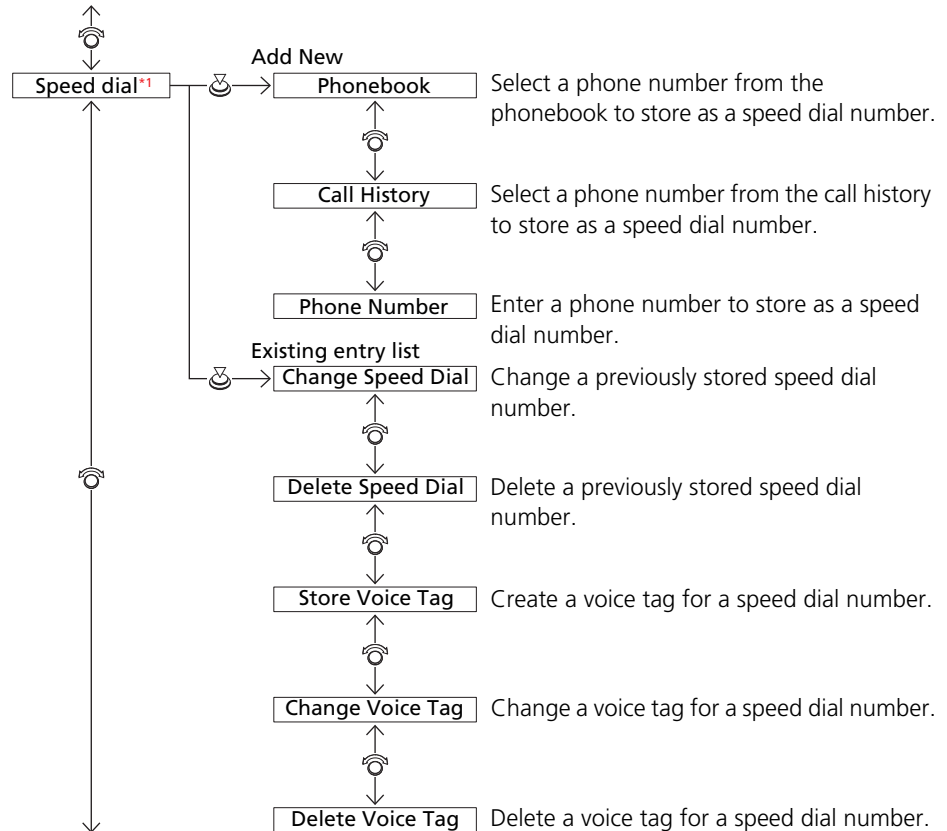 Add New
Speed dial*1
Phonebook
Select a phone number from the
phonebook to store as a speed dial number.
Call History
Select a phone number from the call history
to store as a speed dial number.
Phone Number
Enter a phone number to store as a speed
dial number.
Existing entry list
Change Speed Dial
Change a previously stored speed dial
number.
Delete Speed Dial
Delete a previously stored speed dial
number.
Store Voice Tag
Create a voice tag for a speed dial number.
Change Voice Tag
Change a voice tag for a speed dial number.
Delete Voice Tag
Delete a voice tag for a speed dial number.